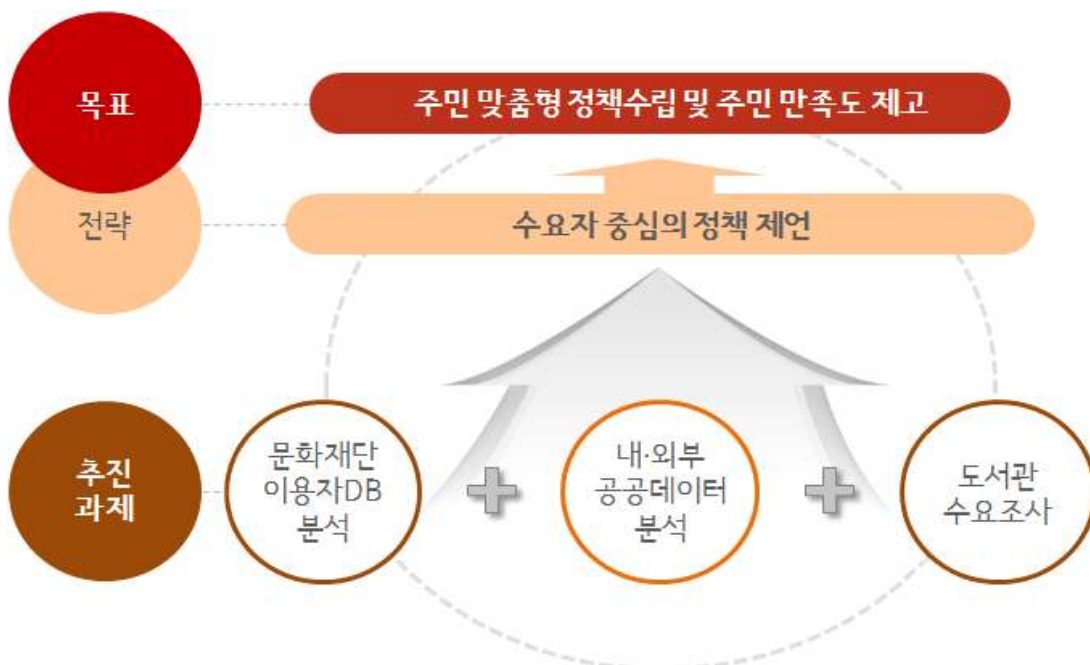 목표
주민 맞춤형 정책수립 및 주민 만족도 제고
전략
수요자 중심의 정책 제언
추진
과제
문화재단
이용자DB
분석
내·외부
공공데이터
분석
도서관
수요조사